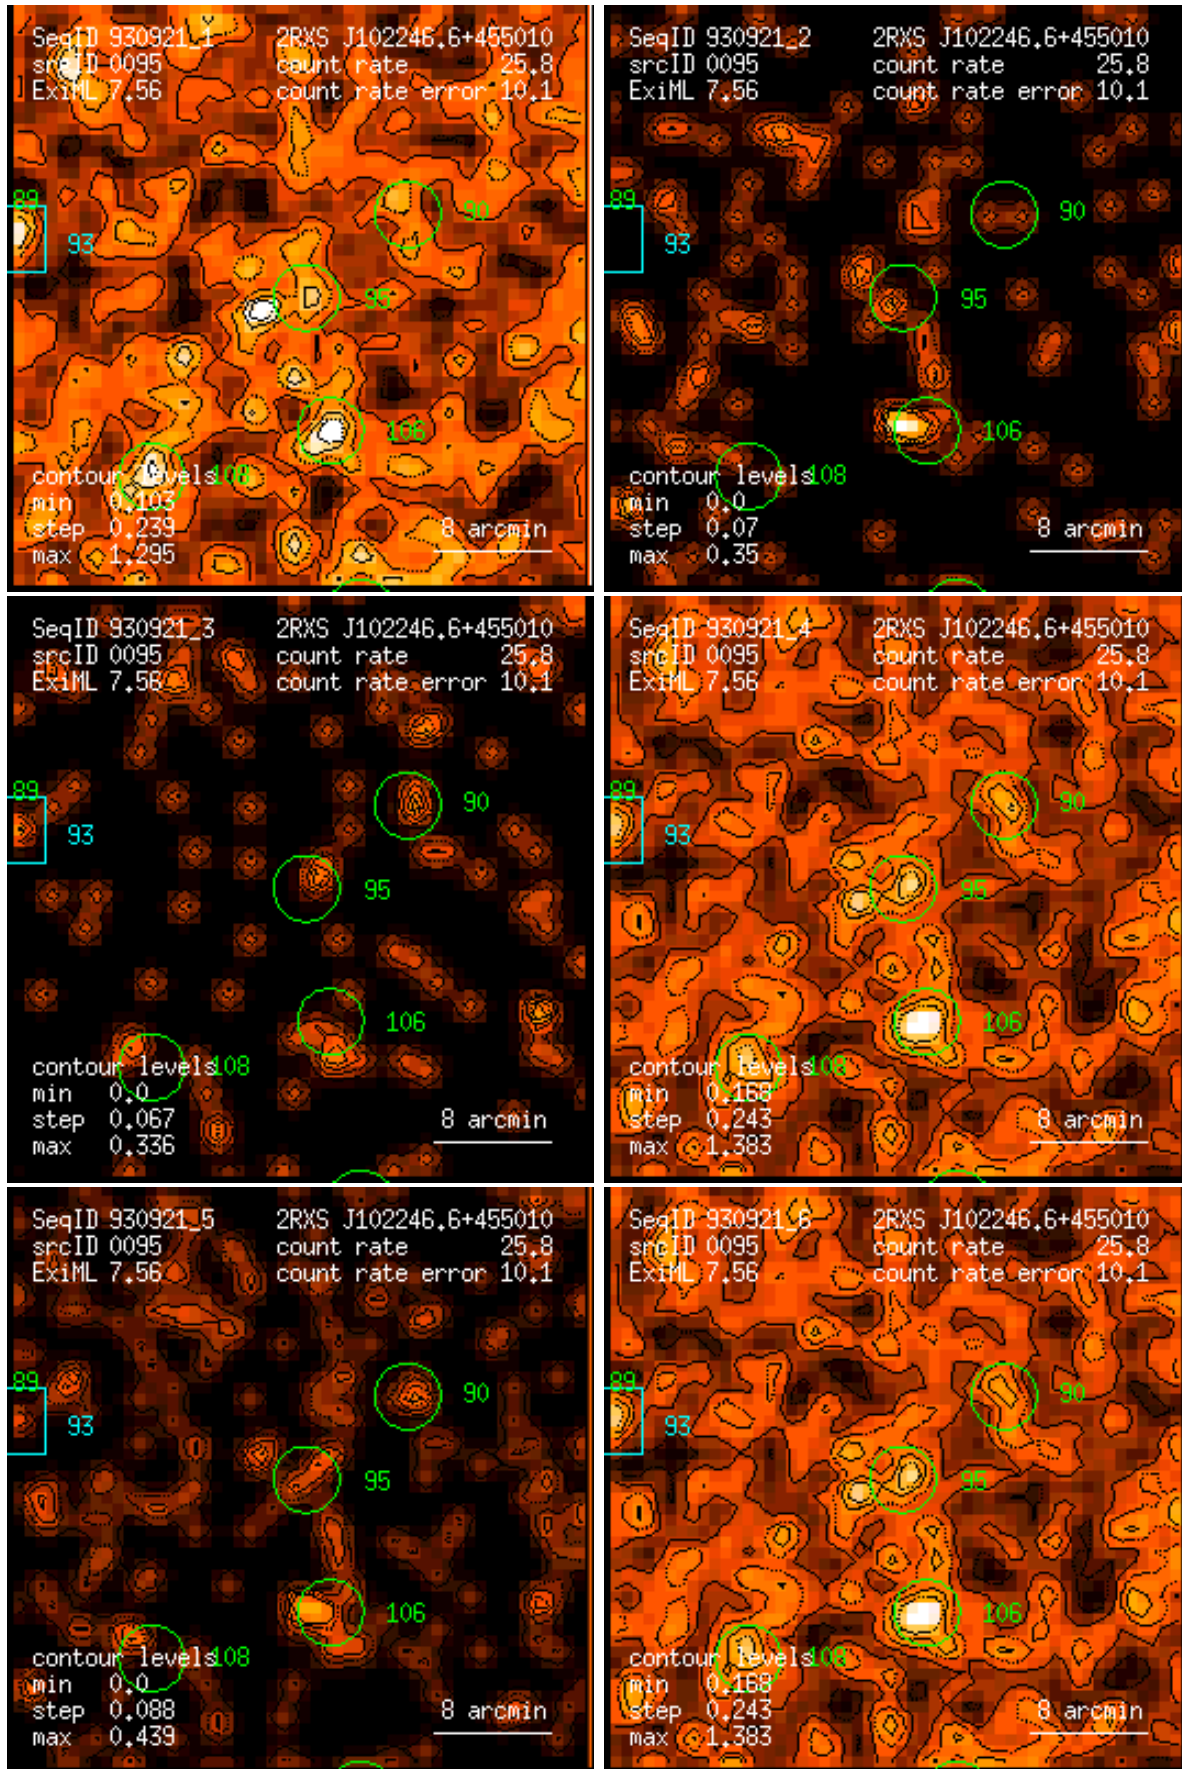 SeqID 930921_1 2RXS J102246.6+455010
srcID 0095 count rate 25.8
ExiML 7.56 count rate error 10.1
89
90
93
95
106
contour levels 108
min 0.103
step 0.239 8 arcmin
max 1.295
SeqID 930921_2 2RXS J102246.6+455010
srcID 0095 count rate 25.8
ExiML 7.56 count rate error 10.1
89
90
93
95
106
contour levels 108
min 0.0
step 0.07 8 arcmin
max 0.35
SeqID 930921_3 2RXS J102246.6+455010
srcID 0095 count rate 25.8
ExiML 7.56 count rate error 10.1
89
90
93
95
106
contour levels 108
min 0.0
step 0.067 8 arcmin
max 0.336
SeqID 930921_4 2RXS J102246.6+455010
srcID 0095 count rate 25.8
ExiML 7.56 count rate error 10.1
89
90
93
95
106
contour levels 108
min 0.168
step 0.243 8 arcmin
max 1.383
SeqID 930921_5 2RXS J102246.6+455010
srcID 0095 count rate 25.8
ExiML 7.56 count rate error 10.1
89
90
93
95
106
contour levels 108
min 0.0
step 0.088 8 arcmin
max 0.439
SeqID 930921_6 2RXS J102246.6+455010
srcID 0095 count rate 25.8
ExiML 7.56 count rate error 10.1
89
90
93
95
106
contour levels 108
min 0.168
step 0.243 8 arcmin
max 1.383